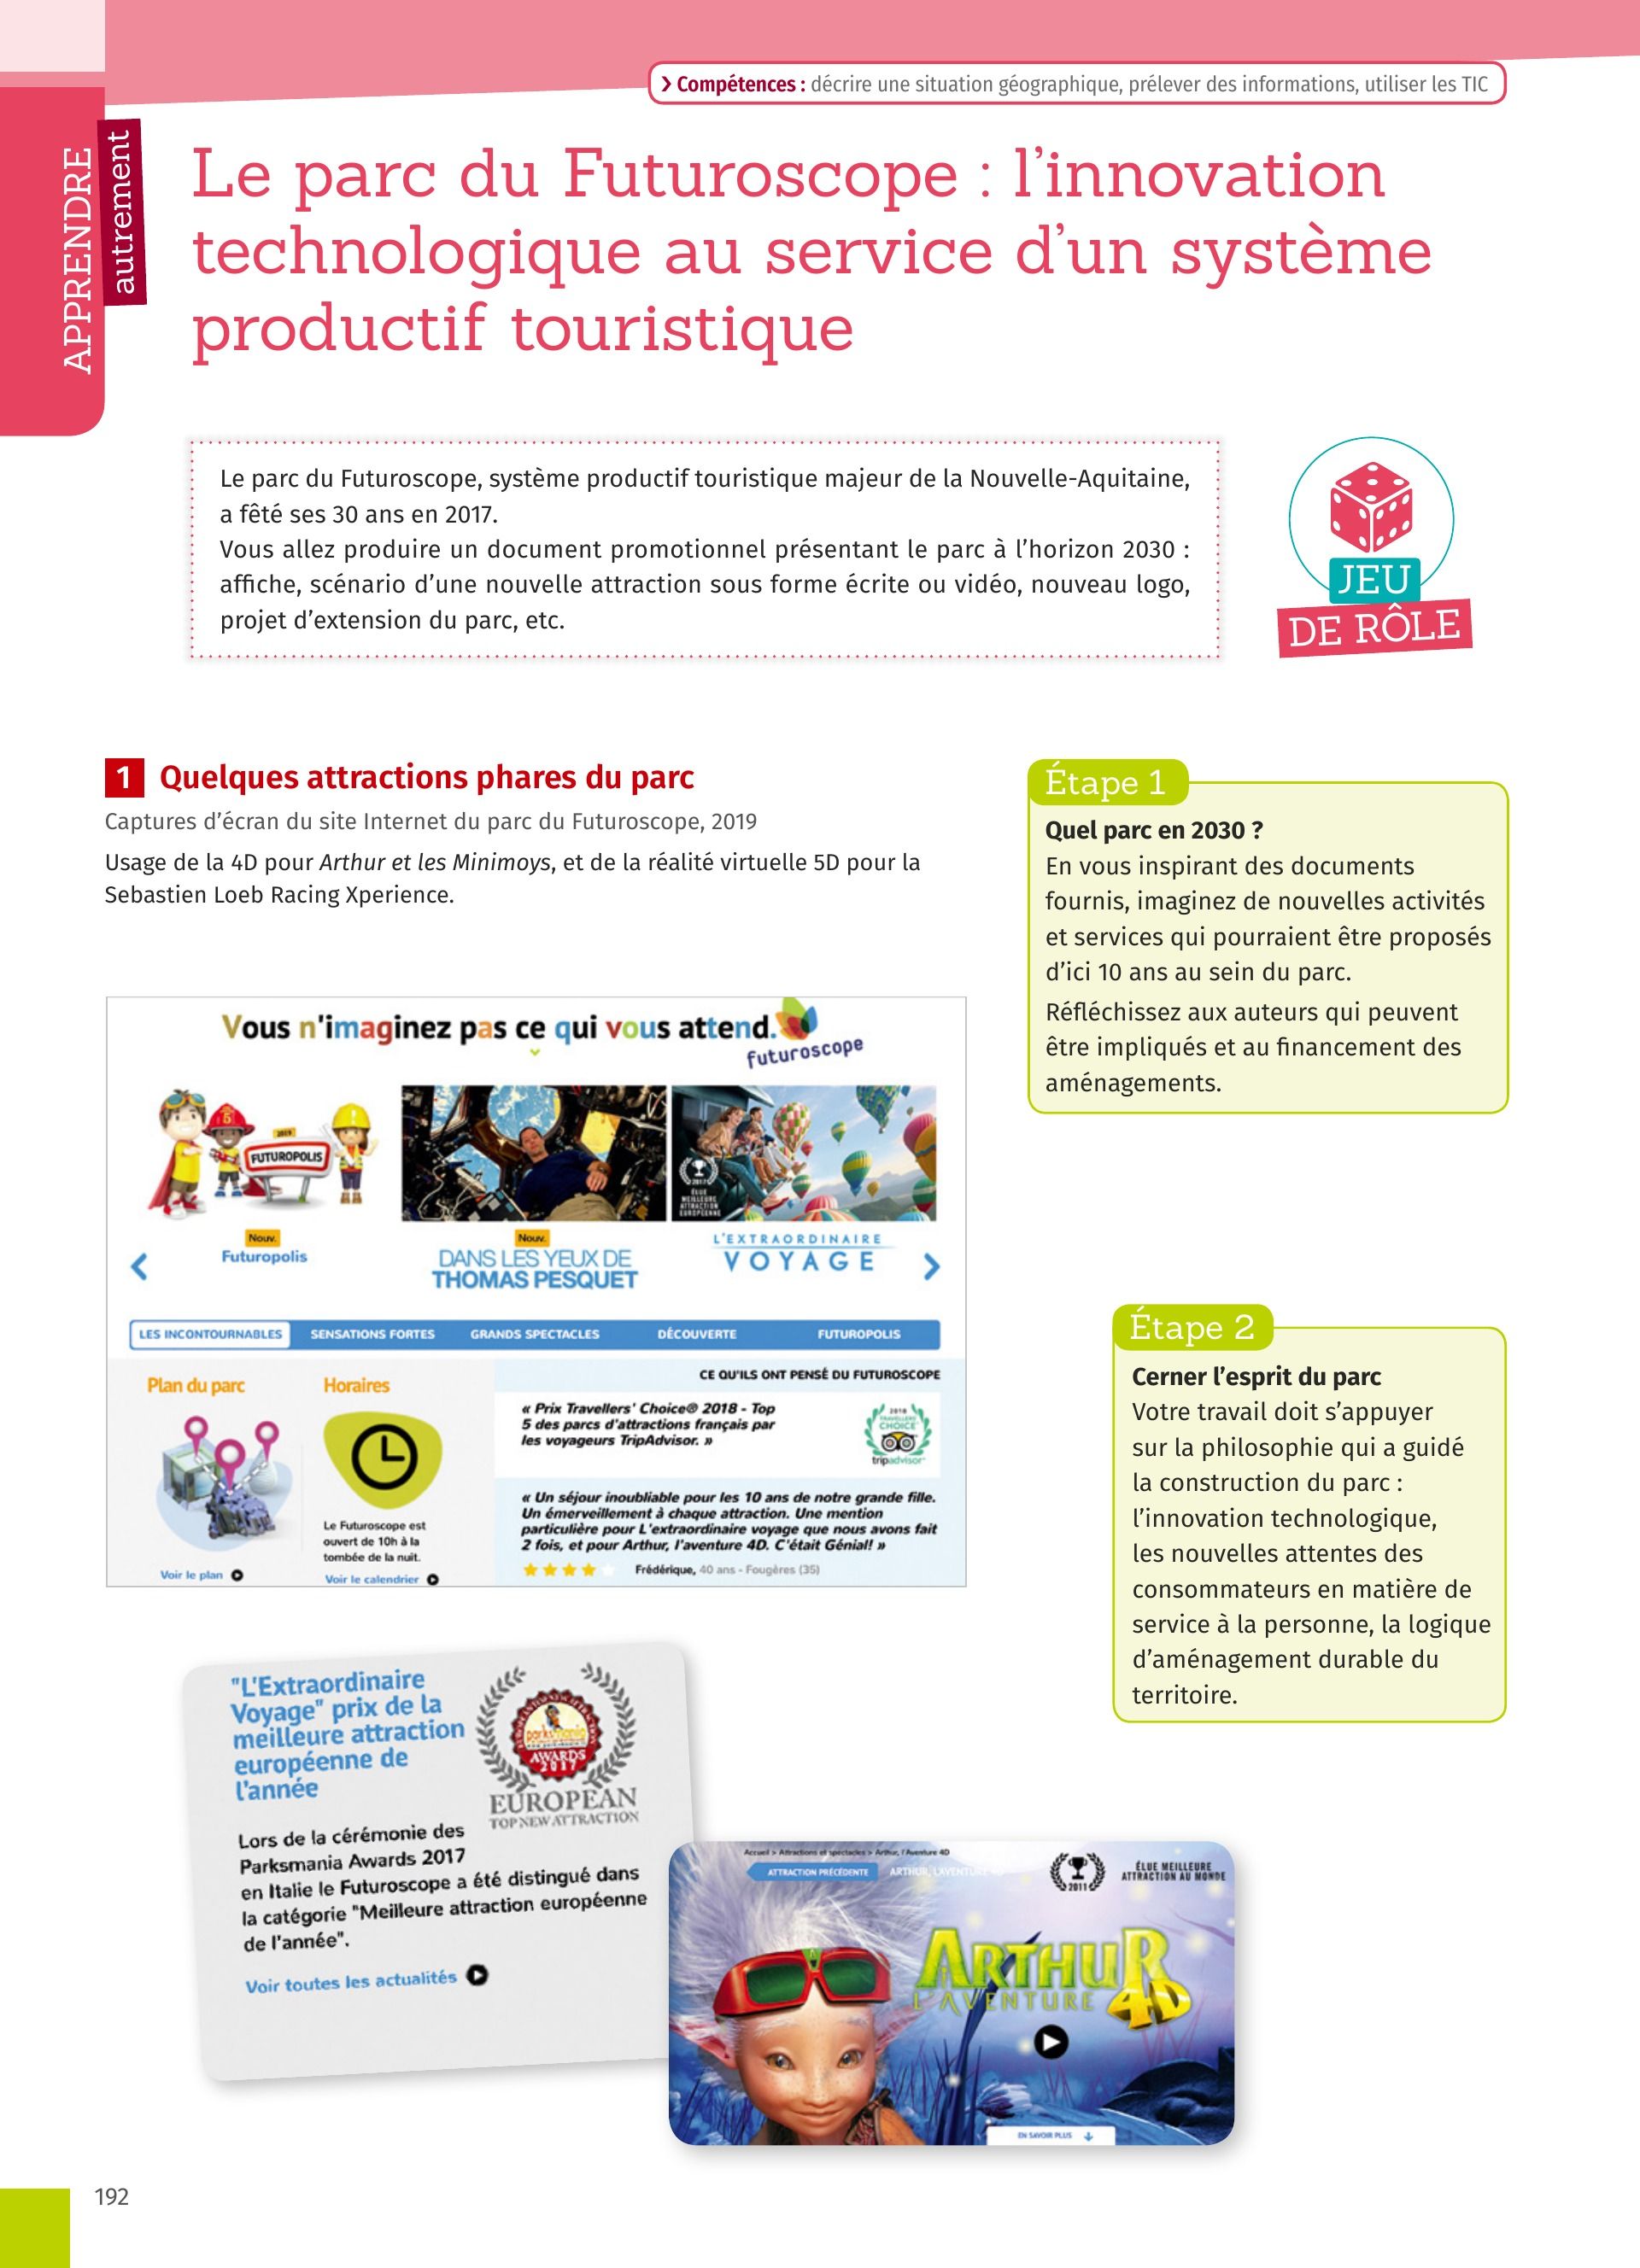 ❯ Compétences : décrire une situation géographique, prélever des informations, utiliser les TIC
APPRENDRE
autrement
Le parc du Futuroscope : l'innovation
technologique au service d'un système
productif touristique
Le parc du Futuroscope, système productif touristique majeur de la Nouvelle-Aquitaine,
a fêté ses 30 ans en 2017.
Vous allez produire un document promotionnel présentant le parc à l'horizon 2030 :
affiche, scénario d'une nouvelle attraction sous forme écrite ou vidéo, nouveau logo,
projet d'extension du parc, etc.
JEU
DE RÔLE
1 Quelques attractions phares du parc
Captures d'écran du site Internet du parc du Futuroscope, 2019
Usage de la 4D pour Arthur et les Minimoys, et de la réalité virtuelle 5D pour la
Sebastien Loeb Racing Xperience.
Étape 1
Quel parc en 2030 ?
En vous inspirant des documents
fournis, imaginez de nouvelles activités
et services qui pourraient être proposés
d'ici 10 ans au sein du parc.
Réfléchissez aux auteurs qui peuvent
être impliqués et au financement des
aménagements.
Vous n'imaginez pas ce qui vous attend.
futuroscope
5
2019
FUTUROPOLIS
2017
ÉLUE
MEILLEURE
ATTRACTION
EUROPÉENNE
Nouv.
Futuropolis
Nouv.
DANS LES YEUX DE
THOMAS PESQUET
L'EXTRAORDINAIRE
VOYAGE
LES INCONTOURNABLES SENSATIONS FORTES GRANDS SPECTACLES DÉCOUVERTE FUTUROPOLIS
Plan du parc
Voir le plan
Horaires
Le Futuroscope est
ouvert de 10h à la
tombée de la nuit.
Voir le calendrier
CE QU'ILS ONT PENSÉ DU FUTUROSCOPE
« Prix Travellers' Choice® 2018 - Top
5 des parcs d'attractions français par
les voyageurs TripAdvisor. »
2018
TRAVELLERS'
CHOICE
tripadvisor
« Un séjour inoubliable pour les 10 ans de notre grande fille.
Un émerveillement à chaque attraction. Une mention
particulière pour L'extraordinaire voyage que nous avons fait
2 fois, et pour Arthur, l'aventure 4D. C'était Génial! »
Frédérique, 40 ans - Fougères (35)
Étape 2
Cerner l'esprit du parc
Votre travail doit s'appuyer
sur la philosophie qui a guidé
la construction du parc :
l'innovation technologique,
les nouvelles attentes des
consommateurs en matière de
service à la personne, la logique
d'aménagement durable du
territoire.
"L'Extraordinaire
Voyage" prix de la
meilleure attraction
européenne de
l'année
parksmania
AWARDS
2017
EUROPEAN
TOP NEW ATTRACTION
Lors de la cérémonie des
Parksmania Awards 2017
en Italie le Futuroscope a été distingué dans
la catégorie "Meilleure attraction européenne
de l'année".
Voir toutes les actualités
Accueil > Attractions et spectacles > Arthur, l'Aventure 4D
ATTRACTION PRÉCÉDENTE ARTHUR, L'AVENTURE
2011
ÉLUE MEILLEURE
ATTRACTION AU MONDE
ARTHUR
L'AVENTURE
4D
EN SAVOIR PLUS
192